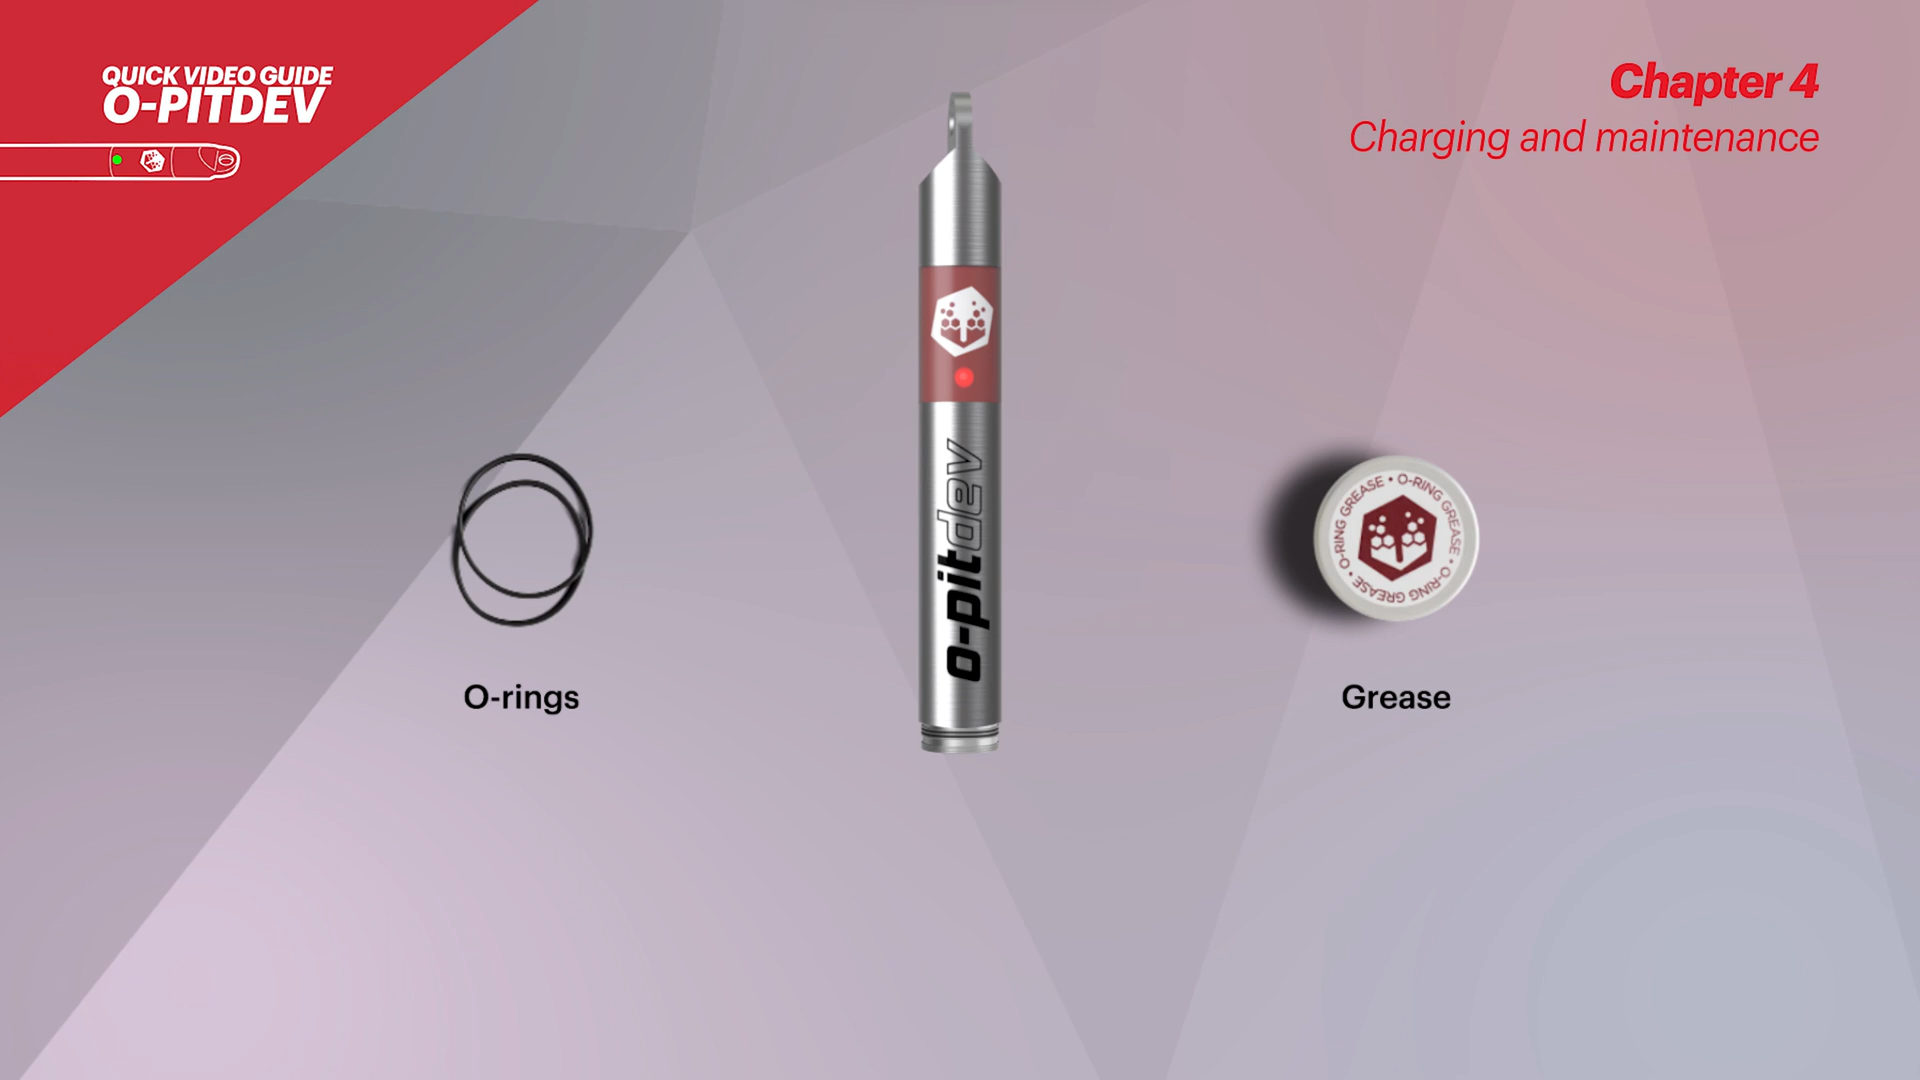 QUICK VIDEO GUIDE
O-PITDEV
Chapter 4
Charging and maintenance
o-pitdev
O-RING GREASE • O-RING GREASE • O-RING GREASE •
O-rings
Grease